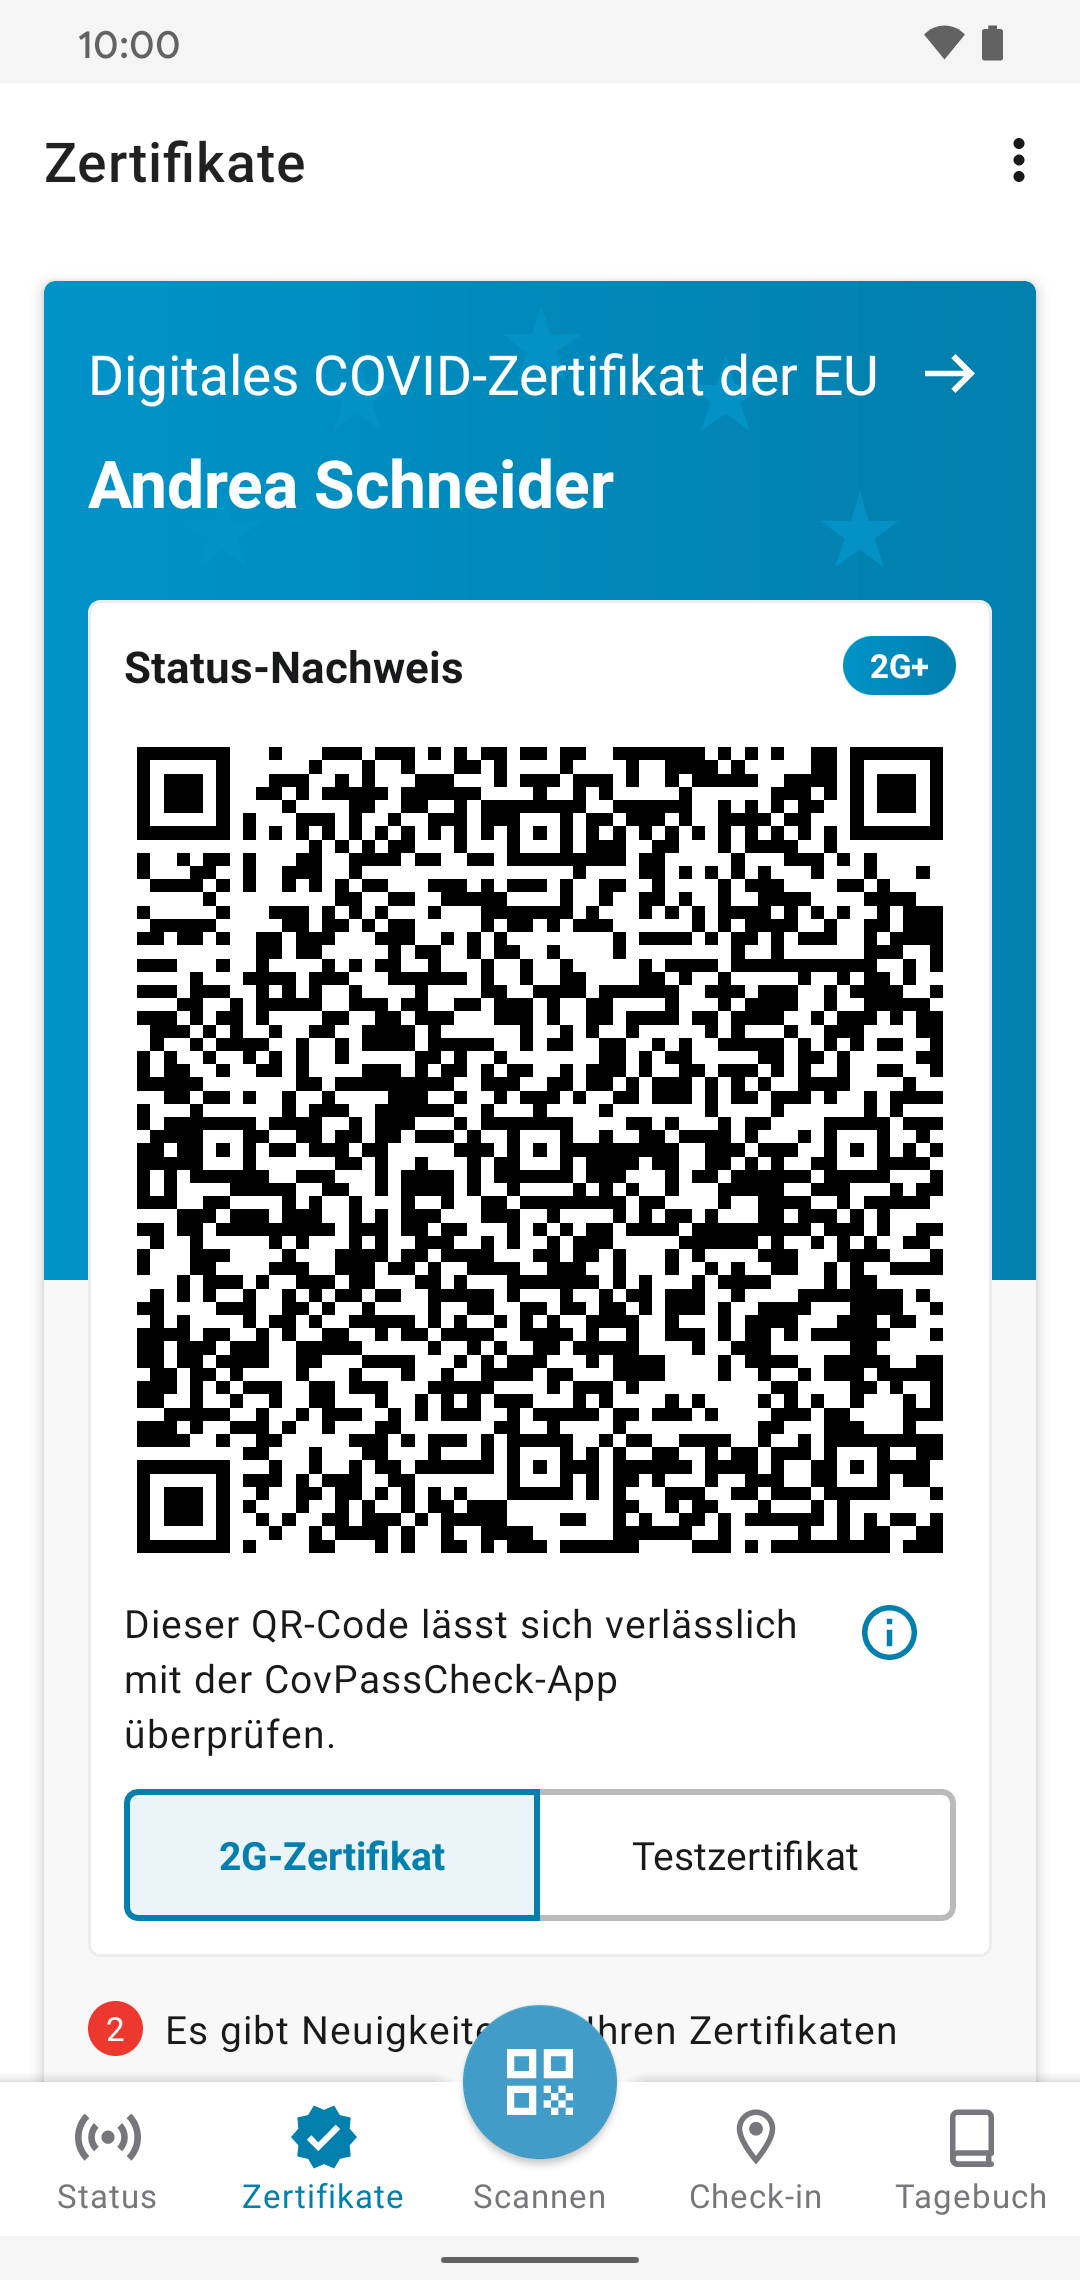 10:00
Zertifikate
Digitales COVID-Zertifikat der EU
Andrea Schneider
Status-Nachweis
2G+
Dieser QR-Code lässt sich verlässlich
mit der CovPassCheck-App
überprüfen.
2G-Zertifikat
Testzertifikat
2
Es gibt Neuigkeite hren Zertifikaten
Status
Zertifikate
Scannen
Check-in
Tagebuch